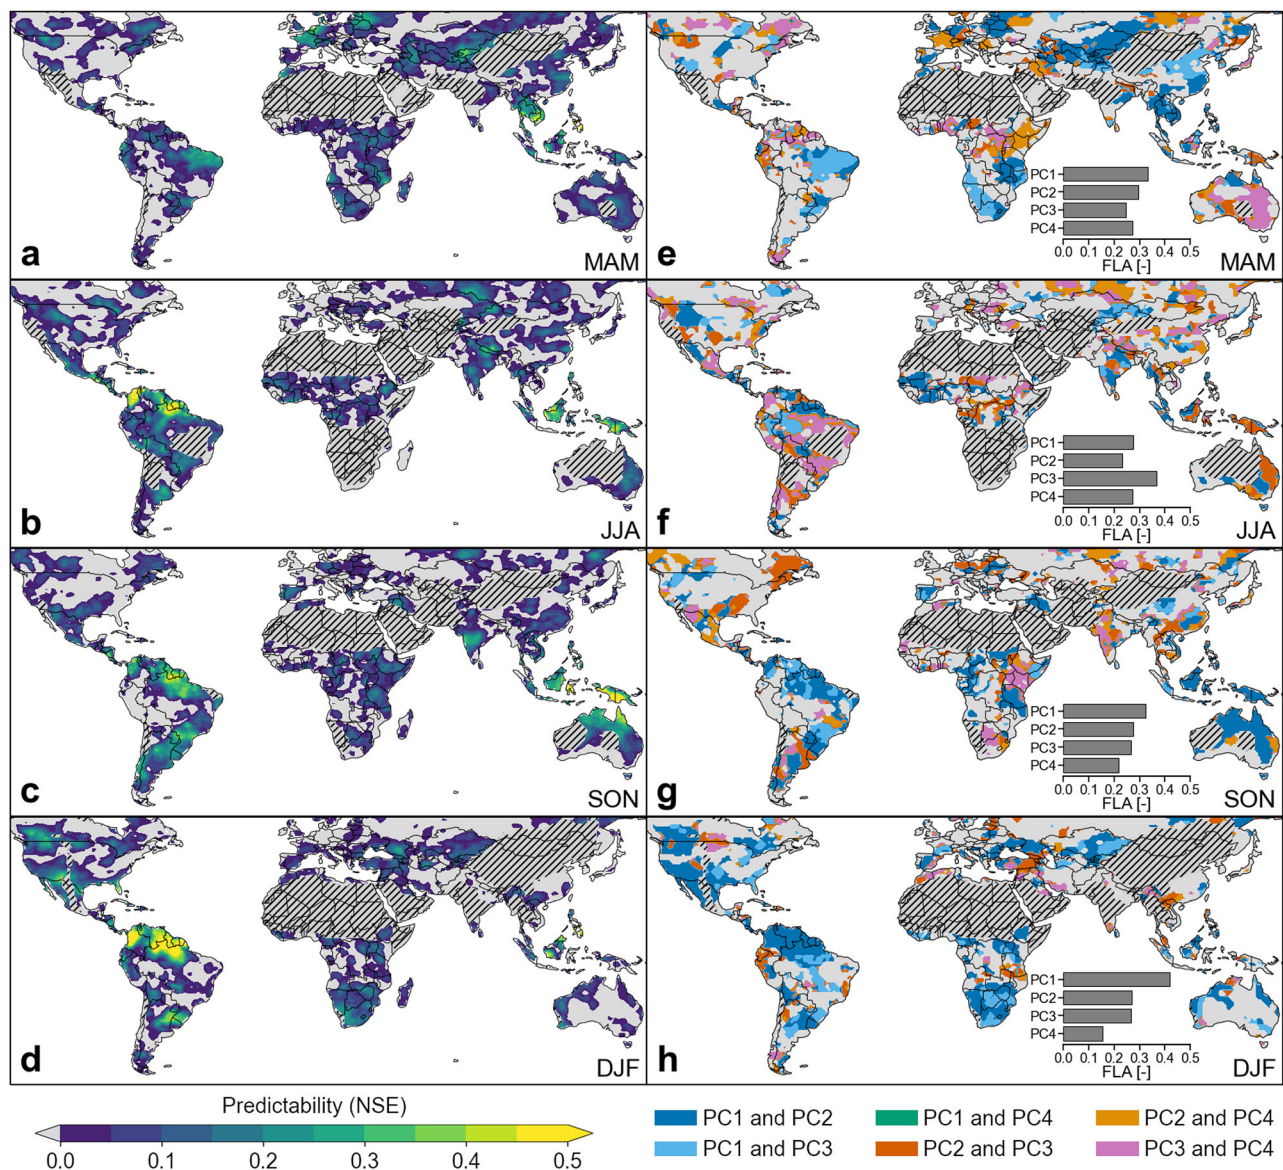 a
MAM
e
PC1
PC2
PC3
PC4
0.0 0.1 0.2 0.3 0.4 0.5
FLA [-]
MAM
b
JJA
f
PC1
PC2
PC3
PC4
0.0 0.1 0.2 0.3 0.4 0.5
FLA [-]
JJA
c
SON
g
PC1
PC2
PC3
PC4
0.0 0.1 0.2 0.3 0.4 0.5
FLA [-]
SON
d
DJF
h
PC1
PC2
PC3
PC4
0.0 0.1 0.2 0.3 0.4 0.5
FLA [-]
DJF
Predictability (NSE)
0.0 0.1 0.2 0.3 0.4 0.5
PC1 and PC2 PC1 and PC4 PC2 and PC4
PC1 and PC3 PC2 and PC3 PC3 and PC4